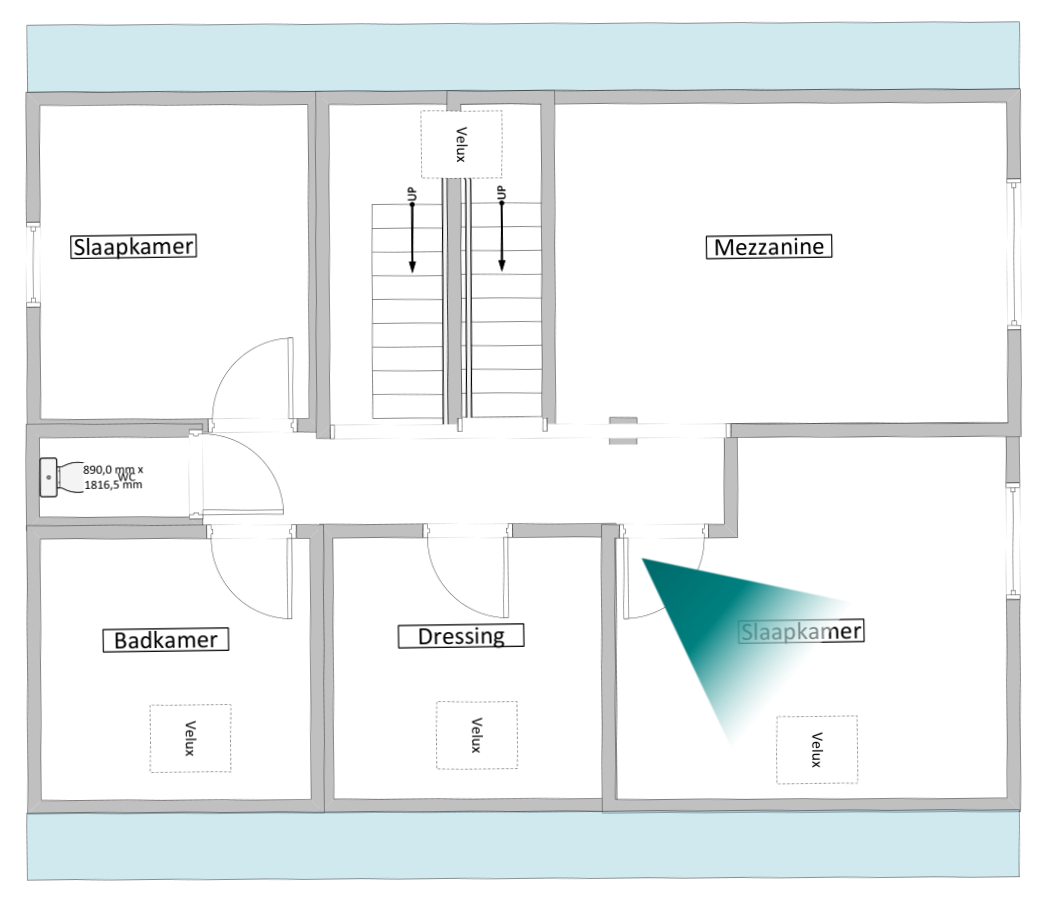 Velux
UP
UP
Slaapkamer
Mezzanine
890,0 mm x
WC
1816,5 mm
Badkamer
Dressing
Slaapkamer
Velux
Velux
Velux